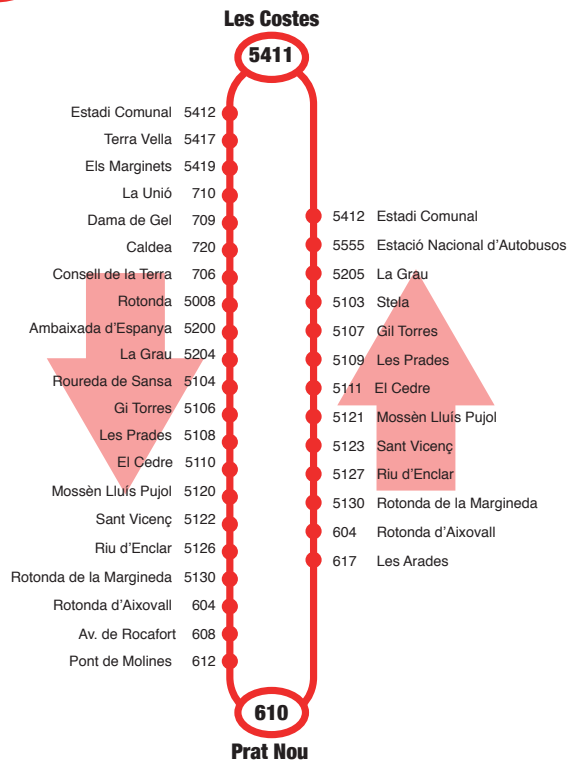 Les Costes
5411
Estadi Comunal 5412
Terra Vella 5417
Els Marginets 5419
La Unió 710
Dama de Gel 709
Caldea 720
Consell de la Terra 706
Rotonda 5008
Ambaixada d'Espanya 5200
La Grau 5204
Roureda de Sansa 5104
Gi Torres 5106
Les Prades 5108
El Cedre 5110
Mossèn Lluís Pujol 5120
Sant Vicenç 5122
Riu d'Enclar 5126
Rotonda de la Margineda 5130
Rotonda d'Aixovall 604
Av. de Rocafort 608
Pont de Molines 612
5412 Estadi Comunal
5555 Estació Nacional d'Autobusos
5205 La Grau
5103 Stela
5107 Gil Torres
5109 Les Prades
5111 El Cedre
5121 Mossèn Lluís Pujol
5123 Sant Vicenç
5127 Riu d'Enclar
5130 Rotonda de la Margineda
604 Rotonda d'Aixovall
617 Les Arades
610
Prat Nou